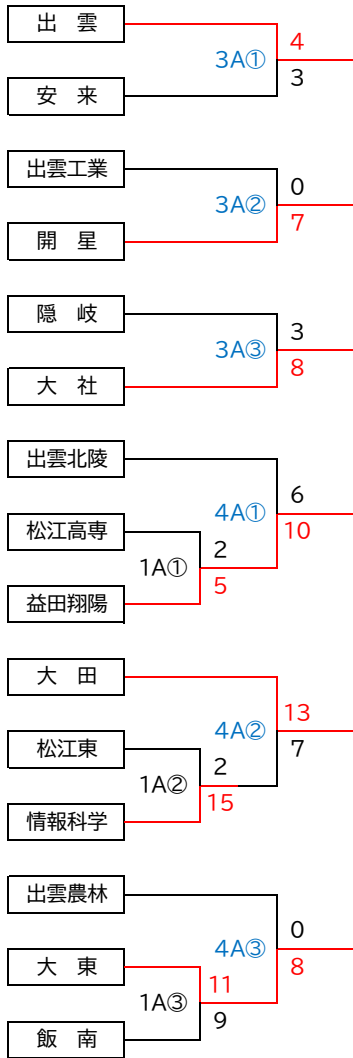 出 雲
4
3A①
3
安 来
出雲工業
0
3A②
7
開 星
隠 岐
3
3A③
8
大 社
出雲北陵
6
4A①
10
松江高専
2
1A①
5
益田翔陽
大 田
13
4A②
7
松江東
2
1A②
15
情報科学
出雲農林
0
4A③
8
大 東
11
1A③
9
飯 南